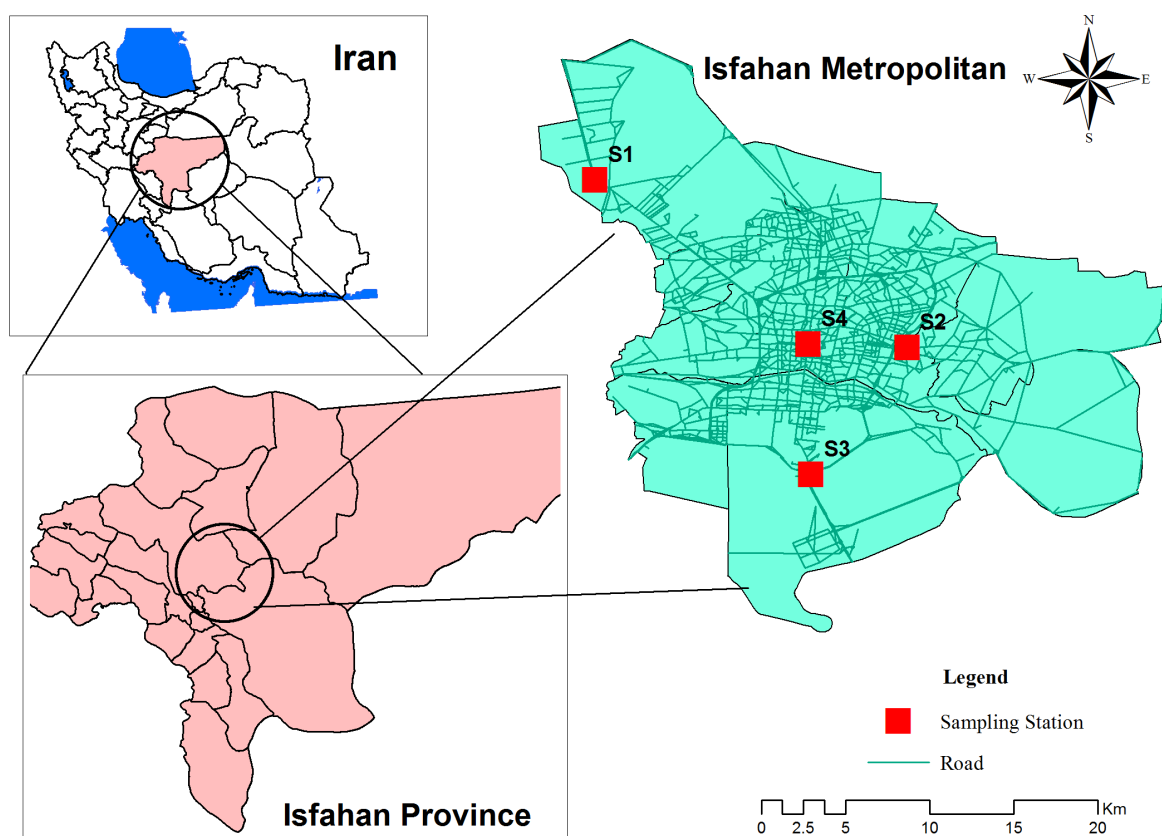 Iran
Isfahan Metropolitan
N
W
E
S
S1
S4
S2
S3
Isfahan Province
Legend
Sampling Station
Road
Km
0 2.5 5 10 15 20